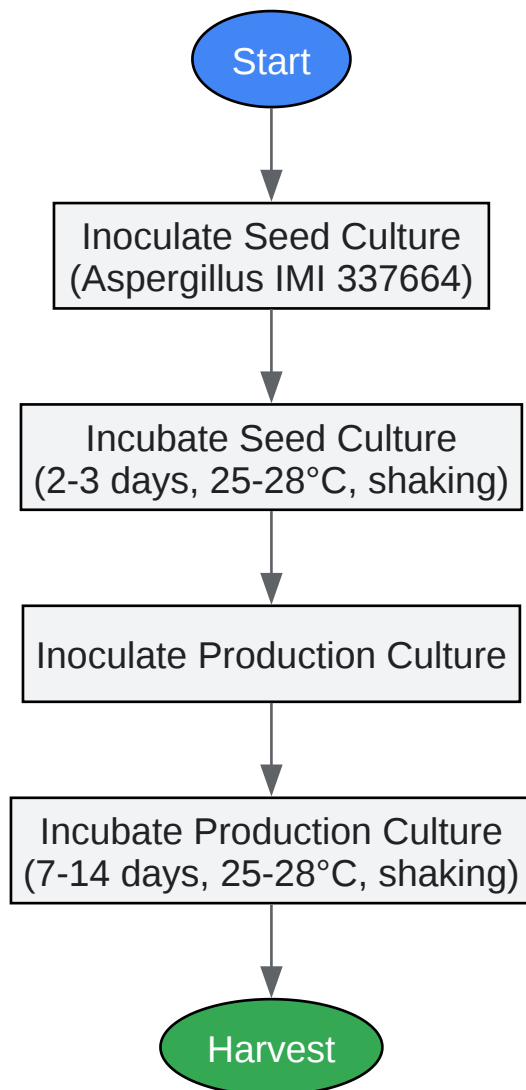 Start
Inoculate Seed Culture
(Aspergillus IMI 337664)
Incubate Seed Culture
(2-3 days, 25-28°C, shaking)
Inoculate Production Culture
Incubate Production Culture
(7-14 days, 25-28°C, shaking)
Harvest